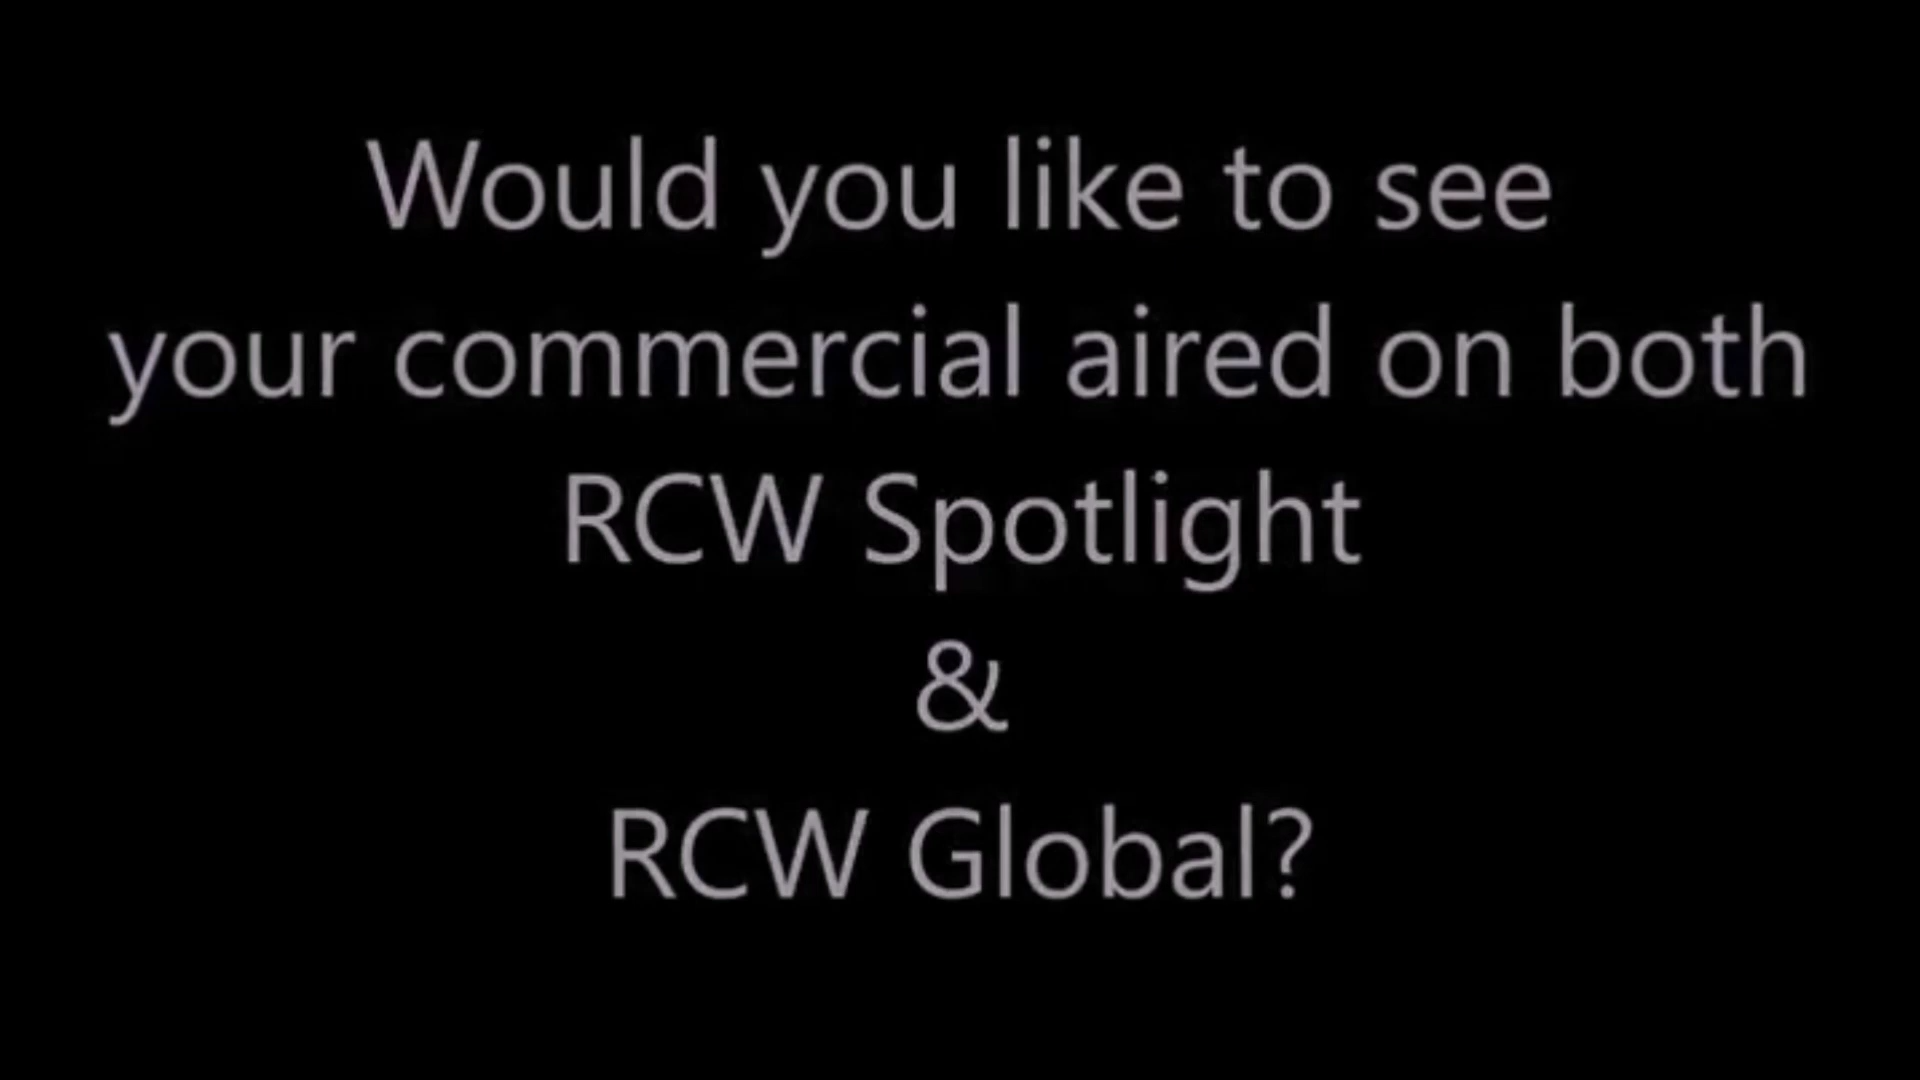 Would you like to see
your commercial aired on both
RCW Spotlight
&
RCW Global?